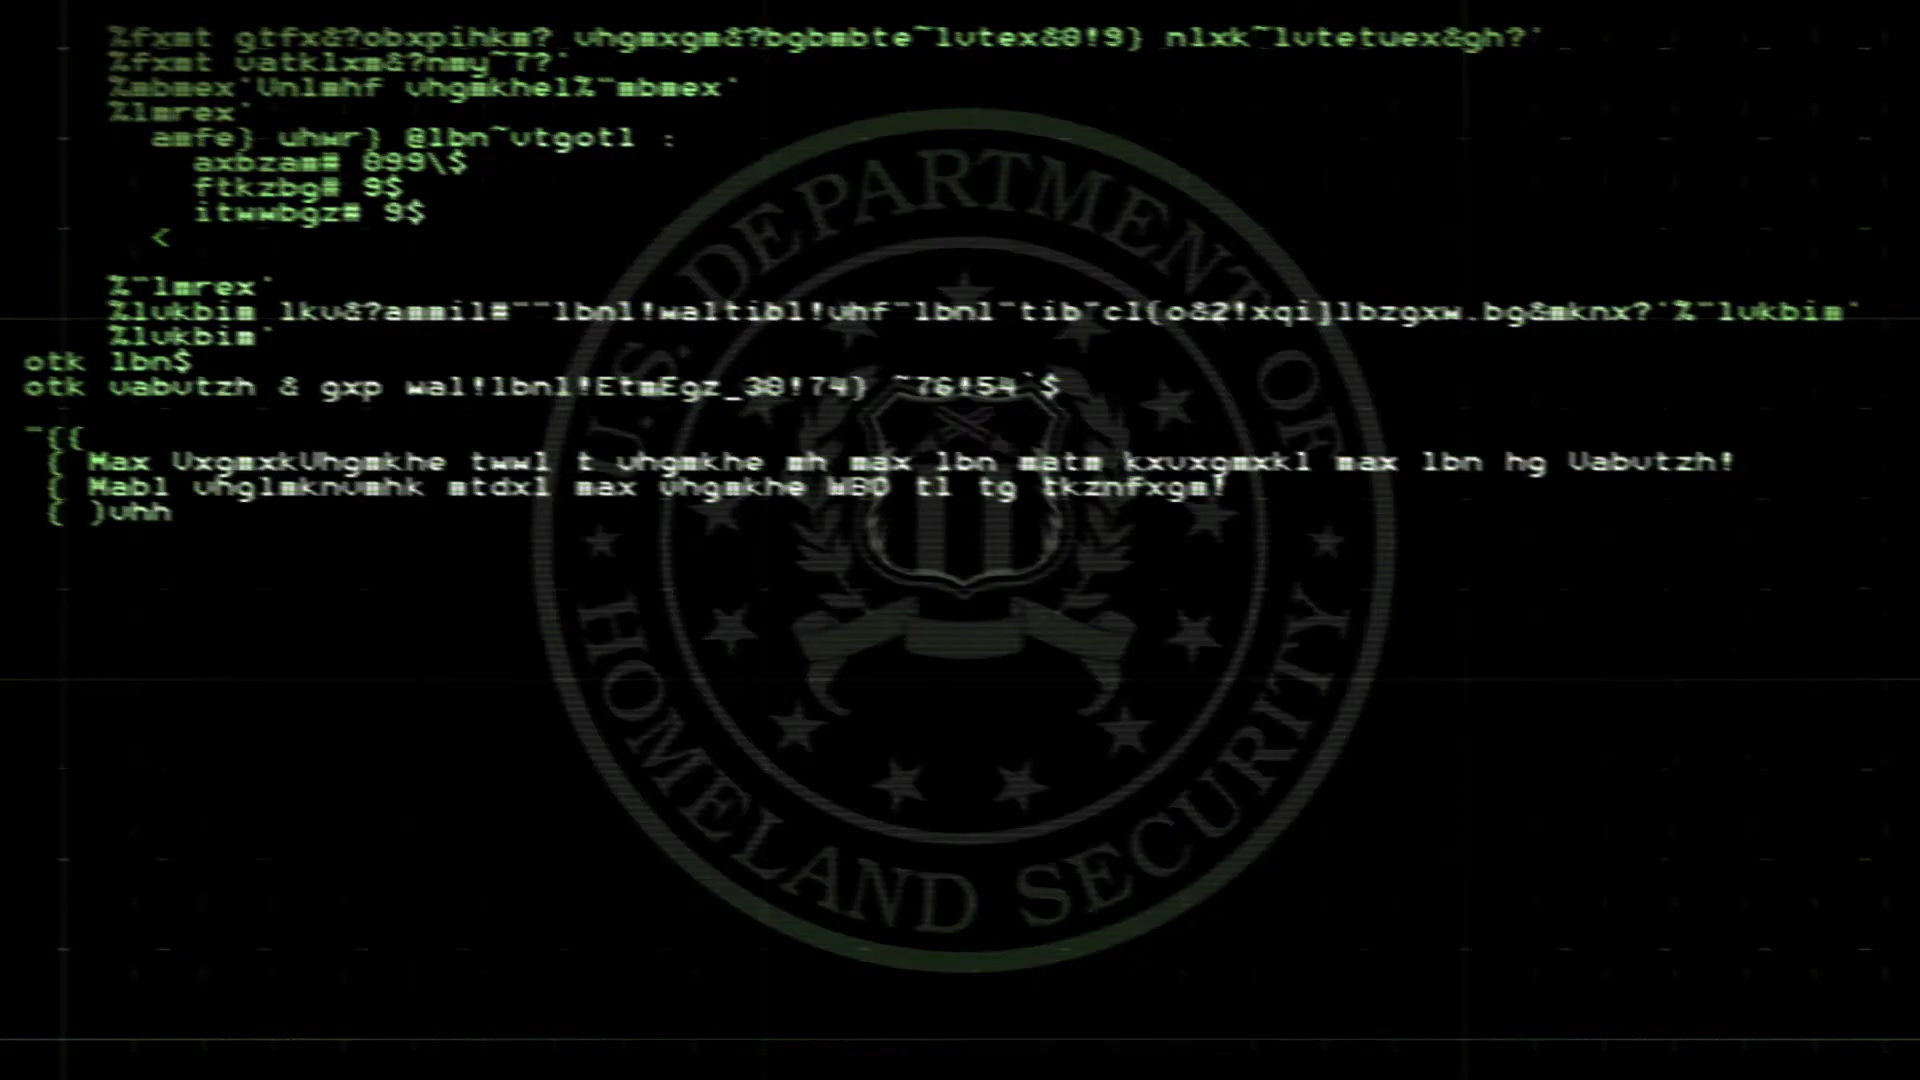 %fxmt gtfx&?obxpihkm? vhgmxgm&?bgbmbte~lvtex&8!9} nlxk~lvtetuex&gh?'
%fxmt vatklxm&?nmy~7?'
%mbmex'Unlmhf vhgmkhel%¯mbmex'
%lmrex'
amfe} uhwr} @lbn~vtgotl :
axbzam# 899\$
ftkzbg# 9$
itwwbgz# 9$
<
%¯lmrex'
%lvkbim lkv&?ammil#¯¯lbnl!waltibl!vhf¯lbnl¯tib¯cl{o&2!xqi]lbzgxw.bg&mknx?'%¯lvkbim'
%lvkbim'
otk lbn$
otk vabvtzh & gxp wal!lbnl!EtmEgz_38!74} ~76!54`$
¯{{
{ Max UxgmxkUhgmkhe twwl t vhgmkhe mh max lbn matm kxvxgmxkl max lbn hg Uabvtzh!
{ Mabl vhglmknvmhk mtdxl max vhgmkhe WBO tl tg tkznfxgm!
{ }vhh
U.S. DEPARTMENT OF
HOMELAND SECURITY